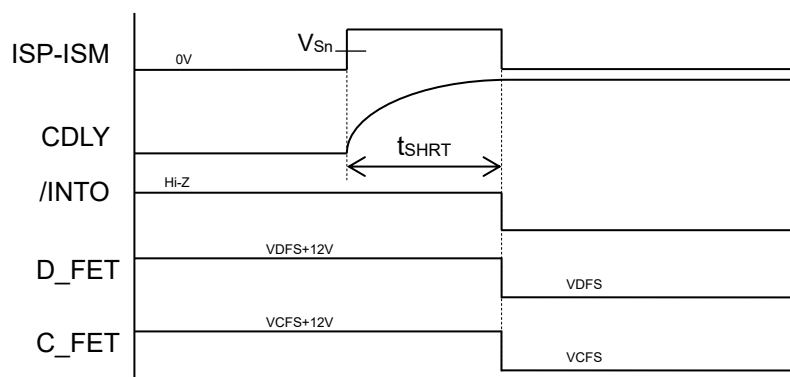 ISP-ISM
0V
VSn
CDLY
tSHRT
/INTO
Hi-Z
D_FET
VDFS+12V
VDFS
C_FET
VCFS+12V
VCFS